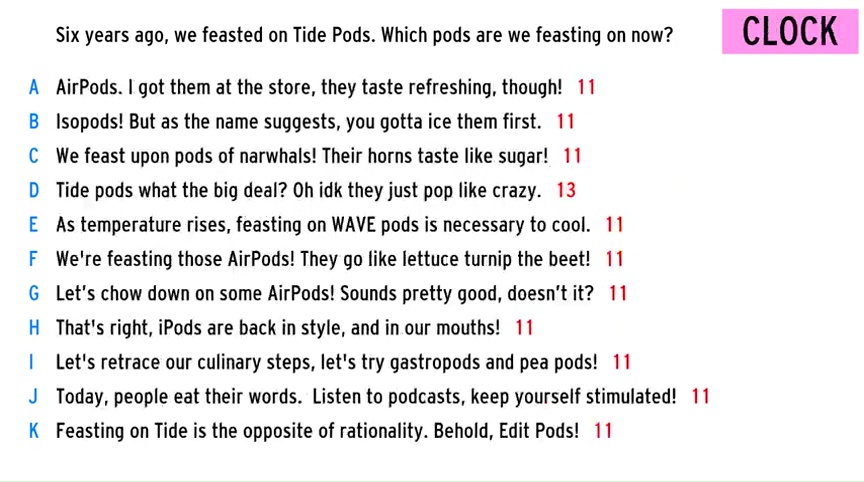 Six years ago, we feasted on Tide Pods. Which pods are we feasting on now?
CLOCK
A AirPods. I got them at the store, they taste refreshing, though! 11
B Isopods! But as the name suggests, you gotta ice them first. 11
C We feast upon pods of narwhals! Their horns taste like sugar! 11
D Tide pods what the big deal? Oh idk they just pop like crazy. 13
E As temperature rises, feasting on WAVE pods is necessary to cool. 11
F We're feasting those AirPods! They go like lettuce turnip the beet! 11
G Let's chow down on some AirPods! Sounds pretty good, doesn't it? 11
H That's right, iPods are back in style, and in our mouths! 11
I Let's retrace our culinary steps, let's try gastropods and pea pods! 11
J Today, people eat their words.  Listen to podcasts, keep yourself stimulated! 11
K Feasting on Tide is the opposite of rationality. Behold, Edit Pods! 11